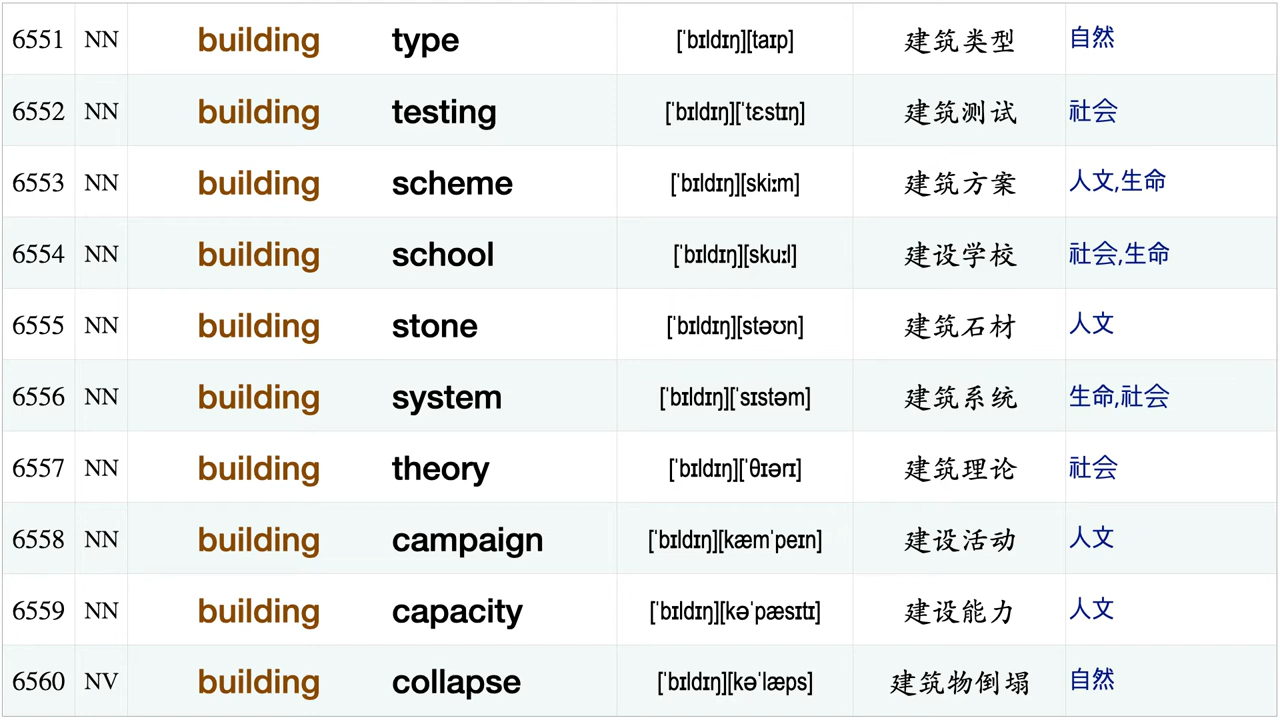 6551 NN building type [ˈbɪldɪŋ][taɪp] 建筑类型 自然
6552 NN building testing [ˈbɪldɪŋ][ˈtɛstɪŋ] 建筑测试 社会
6553 NN building scheme [ˈbɪldɪŋ][skiːm] 建筑方案 人文,生命
6554 NN building school [ˈbɪldɪŋ][skuːl] 建设学校 社会,生命
6555 NN building stone [ˈbɪldɪŋ][stəʊn] 建筑石材 人文
6556 NN building system [ˈbɪldɪŋ][ˈsɪstəm] 建筑系统 生命,社会
6557 NN building theory [ˈbɪldɪŋ][ˈθɪərɪ] 建筑理论 社会
6558 NN building campaign [ˈbɪldɪŋ][kæmˈpeɪn] 建设活动 人文
6559 NN building capacity [ˈbɪldɪŋ][kəˈpæsɪtɪ] 建设能力 人文
6560 NV building collapse [ˈbɪldɪŋ][kəˈlæps] 建筑物倒塌 自然